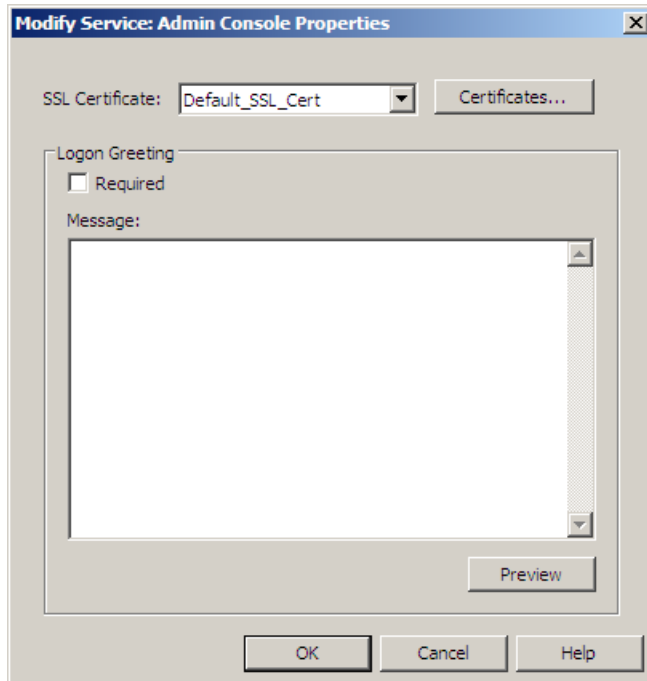 Modify Service: Admin Console Properties
SSL Certificate: Default_SSL_Cert Certificates...
Logon Greeting
Required
Message:
Preview
OK Cancel Help